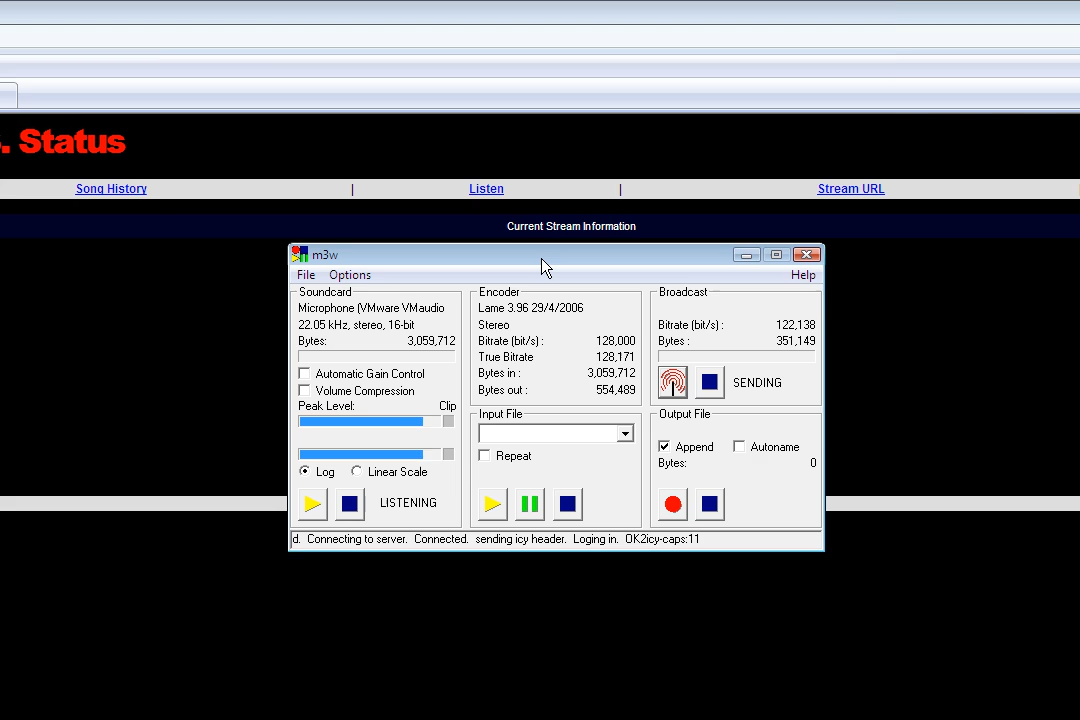 . Status
Song History | Listen | Stream URL
Current Stream Information
m3w
File Options Help
Soundcard
Microphone (VMware VMaudio
22.05 kHz, stereo, 16-bit
Bytes: 3,059,712
Automatic Gain Control
Volume Compression
Peak Level: Clip
Log Linear Scale
LISTENING
Encoder
Lame 3.96 29/4/2006
Stereo
Bitrate (bit/s) : 128,000
True Bitrate 128,171
Bytes in : 3,059,712
Bytes out : 554,489
Input File
Repeat
Broadcast
Bitrate (bit/s) : 122,138
Bytes : 351,149
SENDING
Output File
Append Autoname
Bytes: 0
d. Connecting to server. Connected. sending icy header. Loging in. OK2icy-caps:11